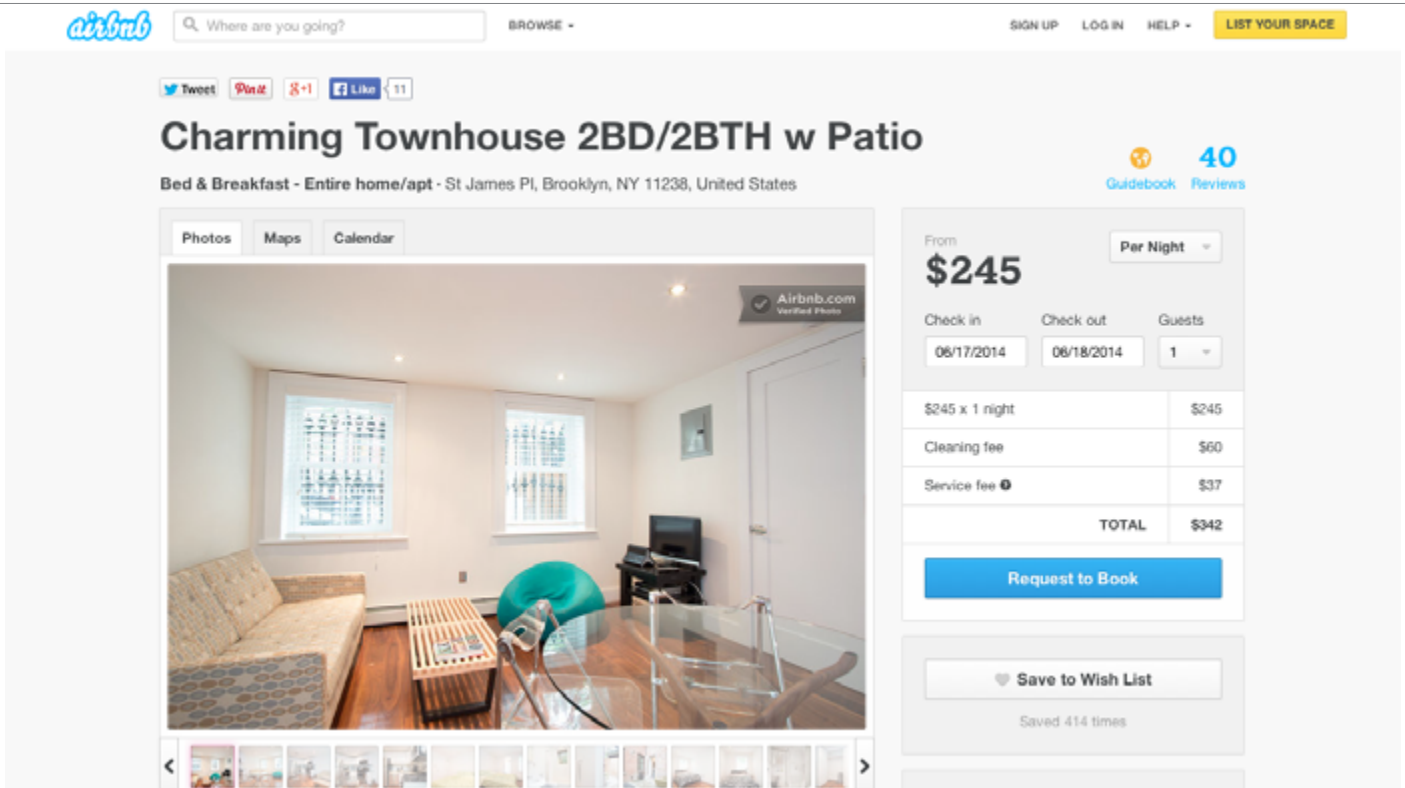 airbnb
Where are you going?
BROWSE
SIGN UP
LOG IN
HELP
LIST YOUR SPACE
Tweet
Pin it
g+1
Like
11
Charming Townhouse 2BD/2BTH w Patio
Bed & Breakfast - Entire home/apt · St James Pl, Brooklyn, NY 11238, United States
Guidebook
40
Reviews
Photos
Maps
Calendar
Airbnb.com
Verified Photo
From
$245
Per Night
Check in
Check out
Guests
06/17/2014
06/18/2014
1
$245 x 1 night
$245
Cleaning fee
$60
Service fee
$37
TOTAL
$342
Request to Book
Save to Wish List
Saved 414 times